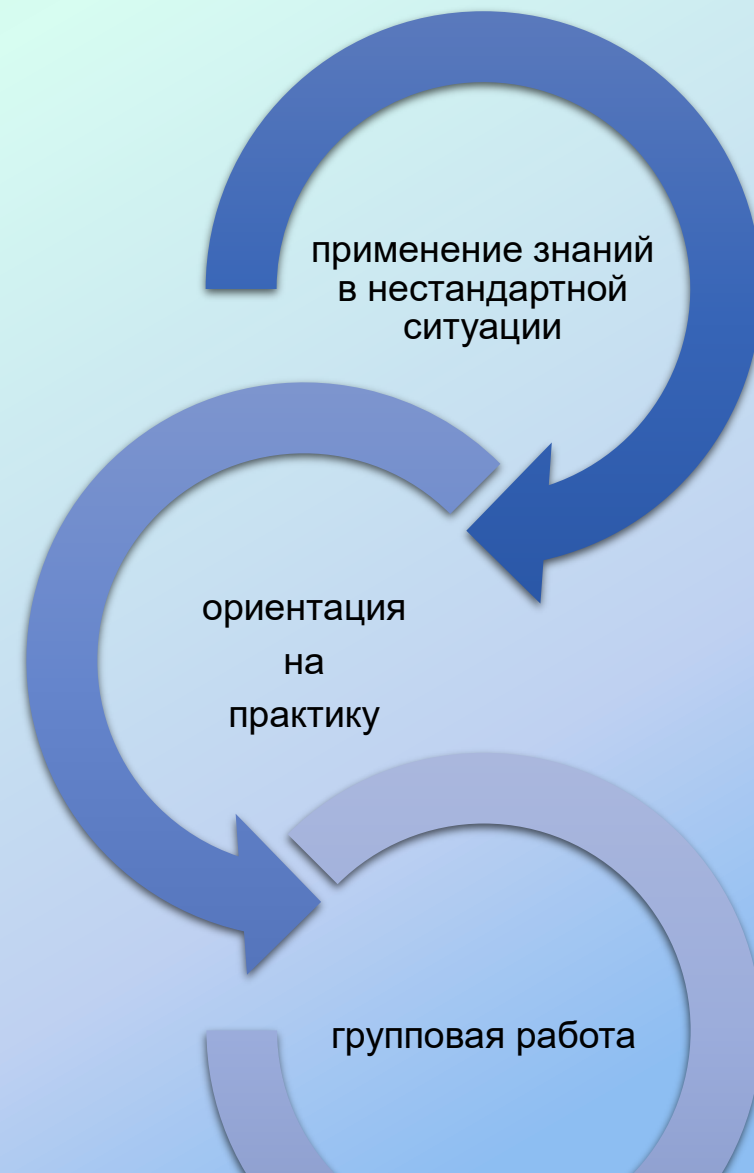 применение знаний
в нестандартной
ситуации
ориентация
на
практику
групповая работа